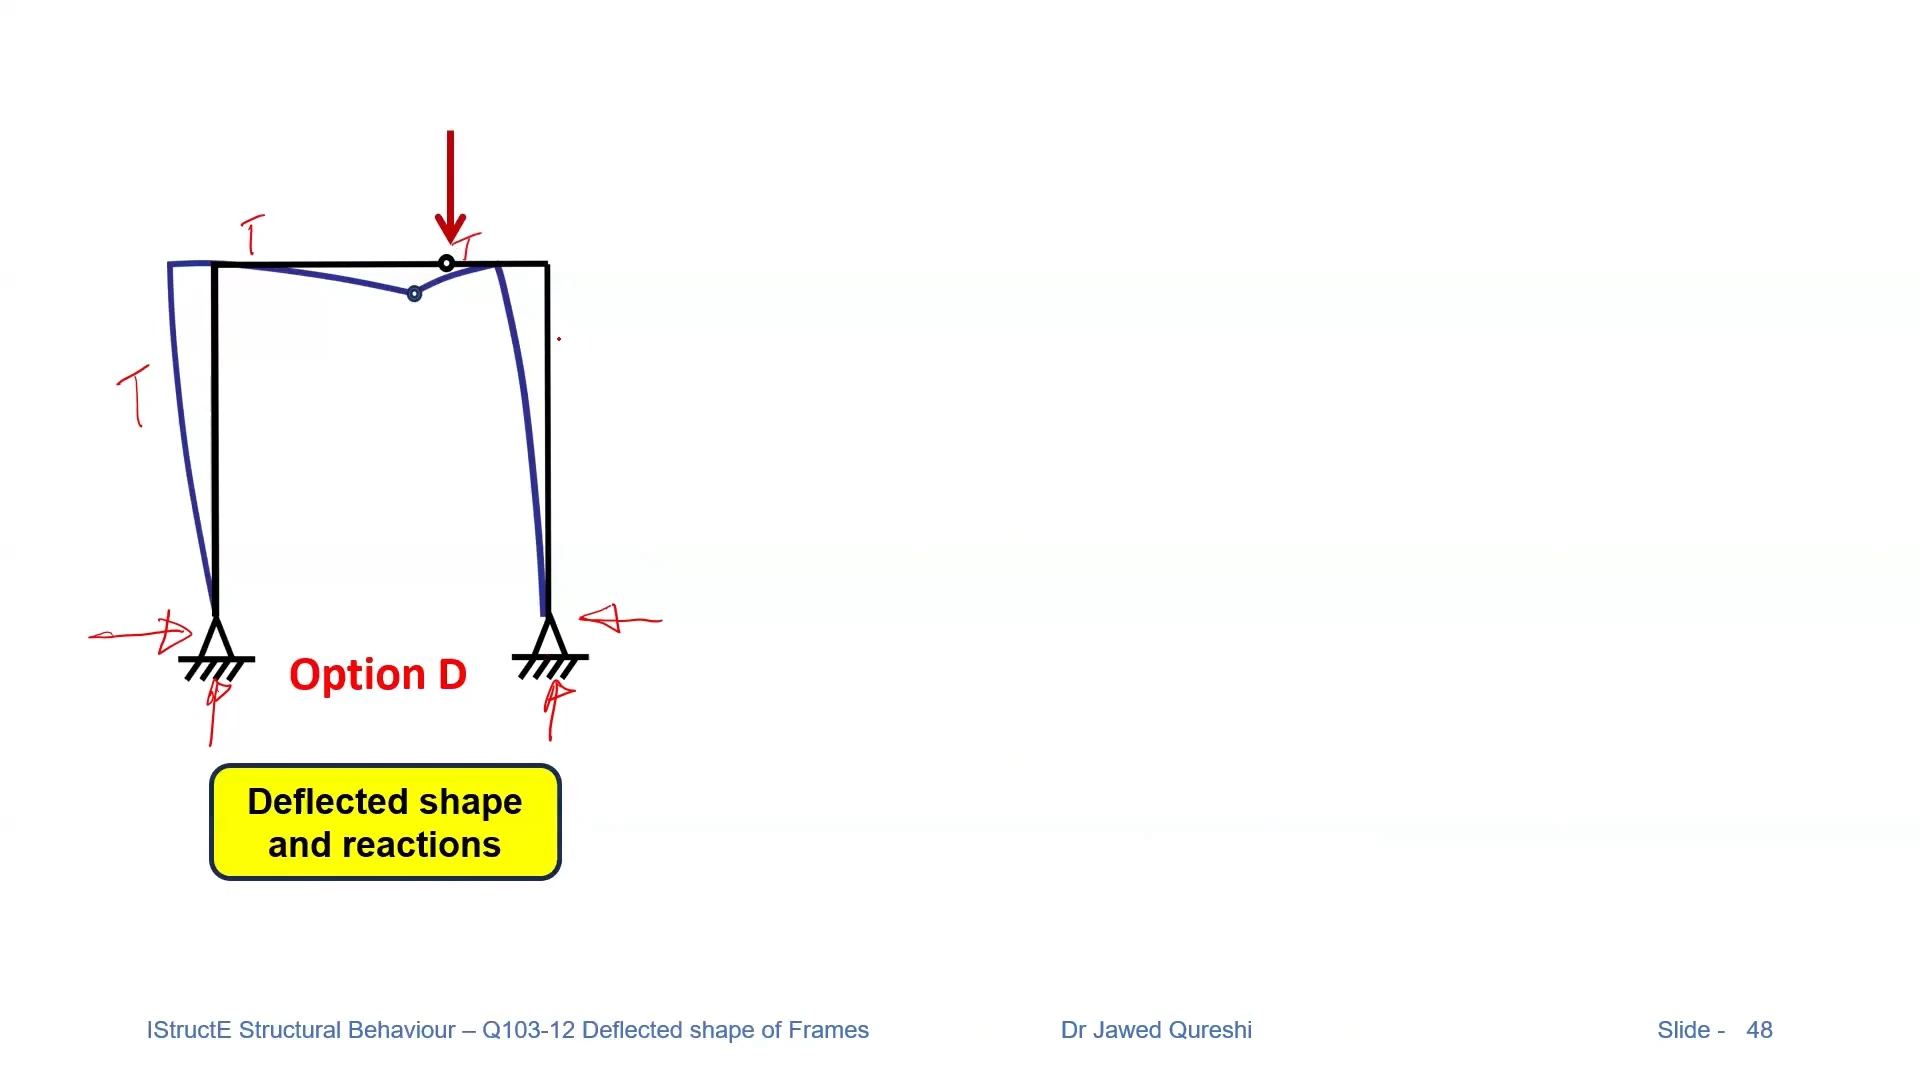 T
T
T
Option D
Deflected shape
and reactions
IStructE Structural Behaviour – Q103-12 Deflected shape of Frames
Dr Jawed Qureshi
Slide - 48